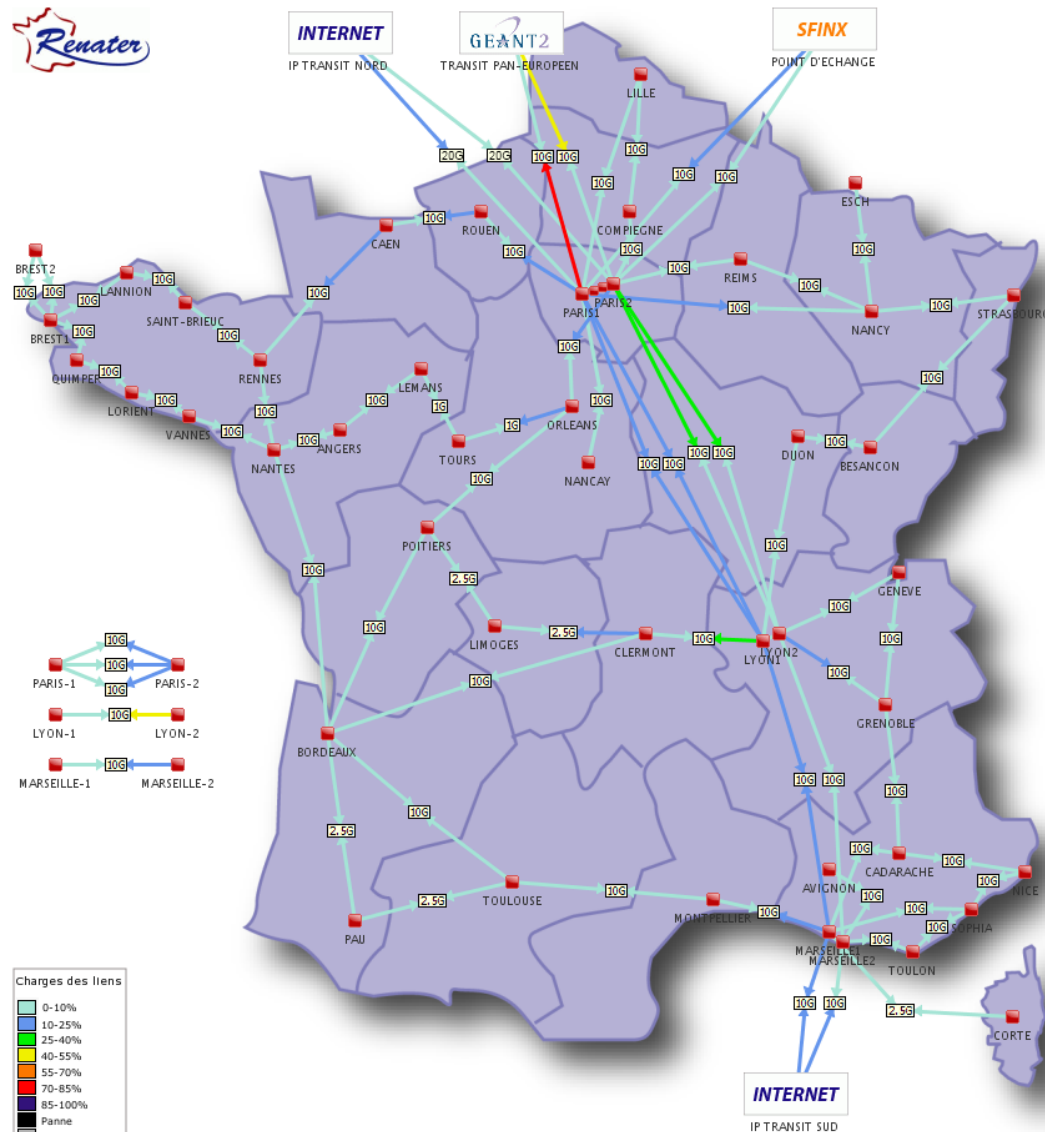 Renater
INTERNET
GEANT2
SFINX
IP TRANSIT NORD
TRANSIT PAN-EUROPEEN
POINT D'ECHANGE
LILLE
20G
20G
10G
10G
10G
10G
10G
10G
10G
ESCH
CAEN
10G
ROUEN
COMPIEGNE
10G
10G
10G
BREST2
10G
10G
REIMS
10G
10G
LANNION
10G
10G
10G
10G
SAINT-BRIEUC
10G
PARIS1
PARIS2
10G
NANCY
10G
STRASBOURG
BREST1
10G
10G
10G
QUIMPER
10G
RENNES
LEMANS
10G
LORIENT
10G
10G
10G
1G
10G
ORLEANS
VANNES
10G
10G
ANGERS
1G
TOURS
NANTES
NANCAY
10G
10G
10G
10G
DIJON
10G
BESANCON
10G
POITIERS
10G
10G
2.5G
GENEVE
10G
10G
LIMOGES
2.5G
CLERMONT
10G
LYON1
LYON2
10G
10G
10G
PARIS-1
10G
PARIS-2
10G
10G
10G
GRENOBLE
LYON-1
10G
LYON-2
BORDEAUX
MARSEILLE-1
10G
MARSEILLE-2
10G
10G
10G
10G
2.5G
10G
CADARACHE
10G
AVIGNON
10G
NICE
10G
TOULOUSE
10G
2.5G
PAU
MONTPELLIER
10G
10G
SOPHIA
10G
MARSEILLE1
MARSEILLE2
10G
TOULON
10G
10G
2.5G
CORTE
Charges des liens
0-10%
10-25%
25-40%
40-55%
55-70%
70-85%
85-100%
Panne
INTERNET
IP TRANSIT SUD